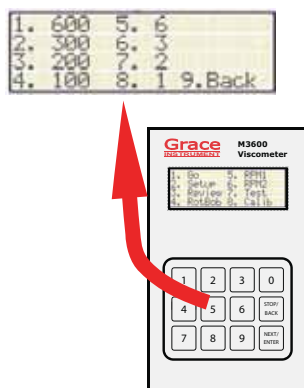 1. 600 5. 6
2. 300 6. 3
3. 200 7. 2
4. 100 8. 1 9.Back
Grace M3600
INSTRUMENT Viscometer
1. Go 5. RPM1
2. Setup 6. RPM2
3. Review 7. Test
4. RotBob 8. Calib
1 2 3 0
4 5 6 STOP/
BACK
7 8 9 NEXT/
ENTER